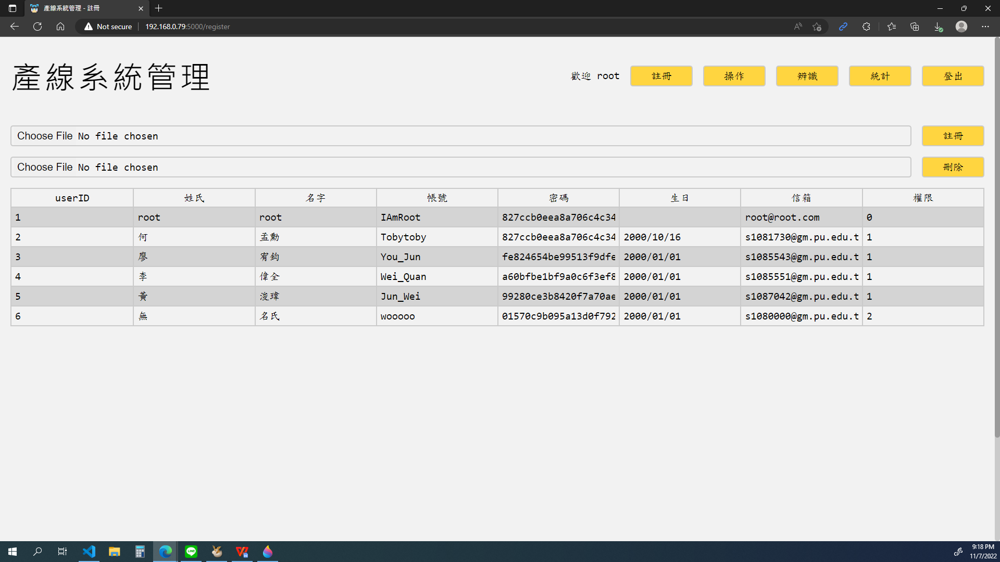 產線系統管理 - 註冊
Not secure 192.168.0.79:5000/register
產線系統管理
歡迎 root 註冊 操作 辨識 統計 登出
Choose File No file chosen 註冊
Choose File No file chosen 刪除
userID 姓氏 名字 帳號 密碼 生日 信箱 權限
1 root root IAmRoot 827ccb0eea8a706c4c34 root@root.com 0
2 何 孟勳 Tobytoby 827ccb0eea8a706c4c34 2000/10/16 s1081730@gm.pu.edu.t 1
3 廖 宥鈞 You_Jun fe824654be99513f9dfe 2000/01/01 s1085543@gm.pu.edu.t 1
4 李 偉全 Wei_Quan a60bfbe1bf9a0c6f3ef8 2000/01/01 s1085551@gm.pu.edu.t 1
5 黃 浚瑋 Jun_Wei 99280ce3b8420f7a70ae 2000/01/01 s1087042@gm.pu.edu.t 1
6 無 名氏 wooooo 01570c9b095a13d0f792 2000/01/01 s1080000@gm.pu.edu.t 2
LINE
9:18 PM
11/7/2022